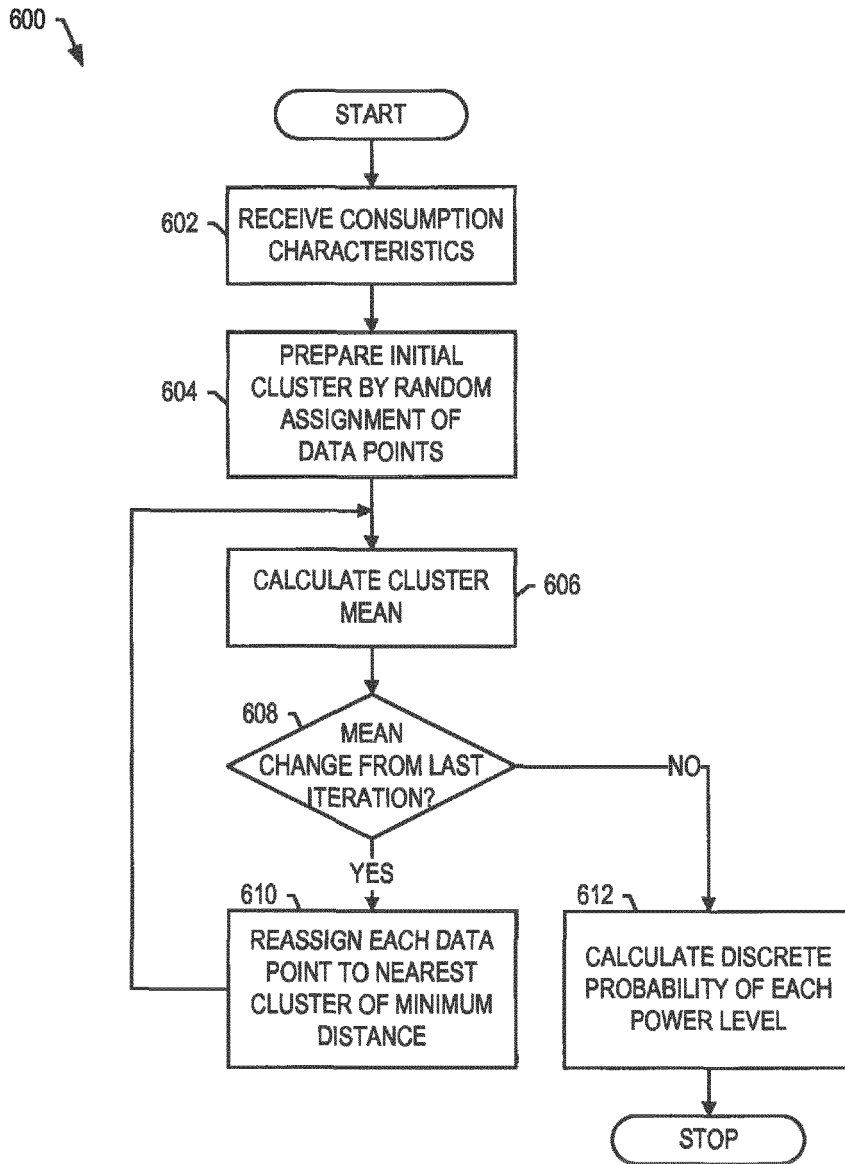 600
START
602
RECEIVE CONSUMPTION
CHARACTERISTICS
604
PREPARE INITIAL
CLUSTER BY RANDOM
ASSIGNMENT OF
DATA POINTS
CALCULATE CLUSTER
MEAN
606
608
MEAN
CHANGE FROM LAST
ITERATION?
NO
YES
610
REASSIGN EACH DATA
POINT TO NEAREST
CLUSTER OF MINIMUM
DISTANCE
612
CALCULATE DISCRETE
PROBABILITY OF EACH
POWER LEVEL
STOP